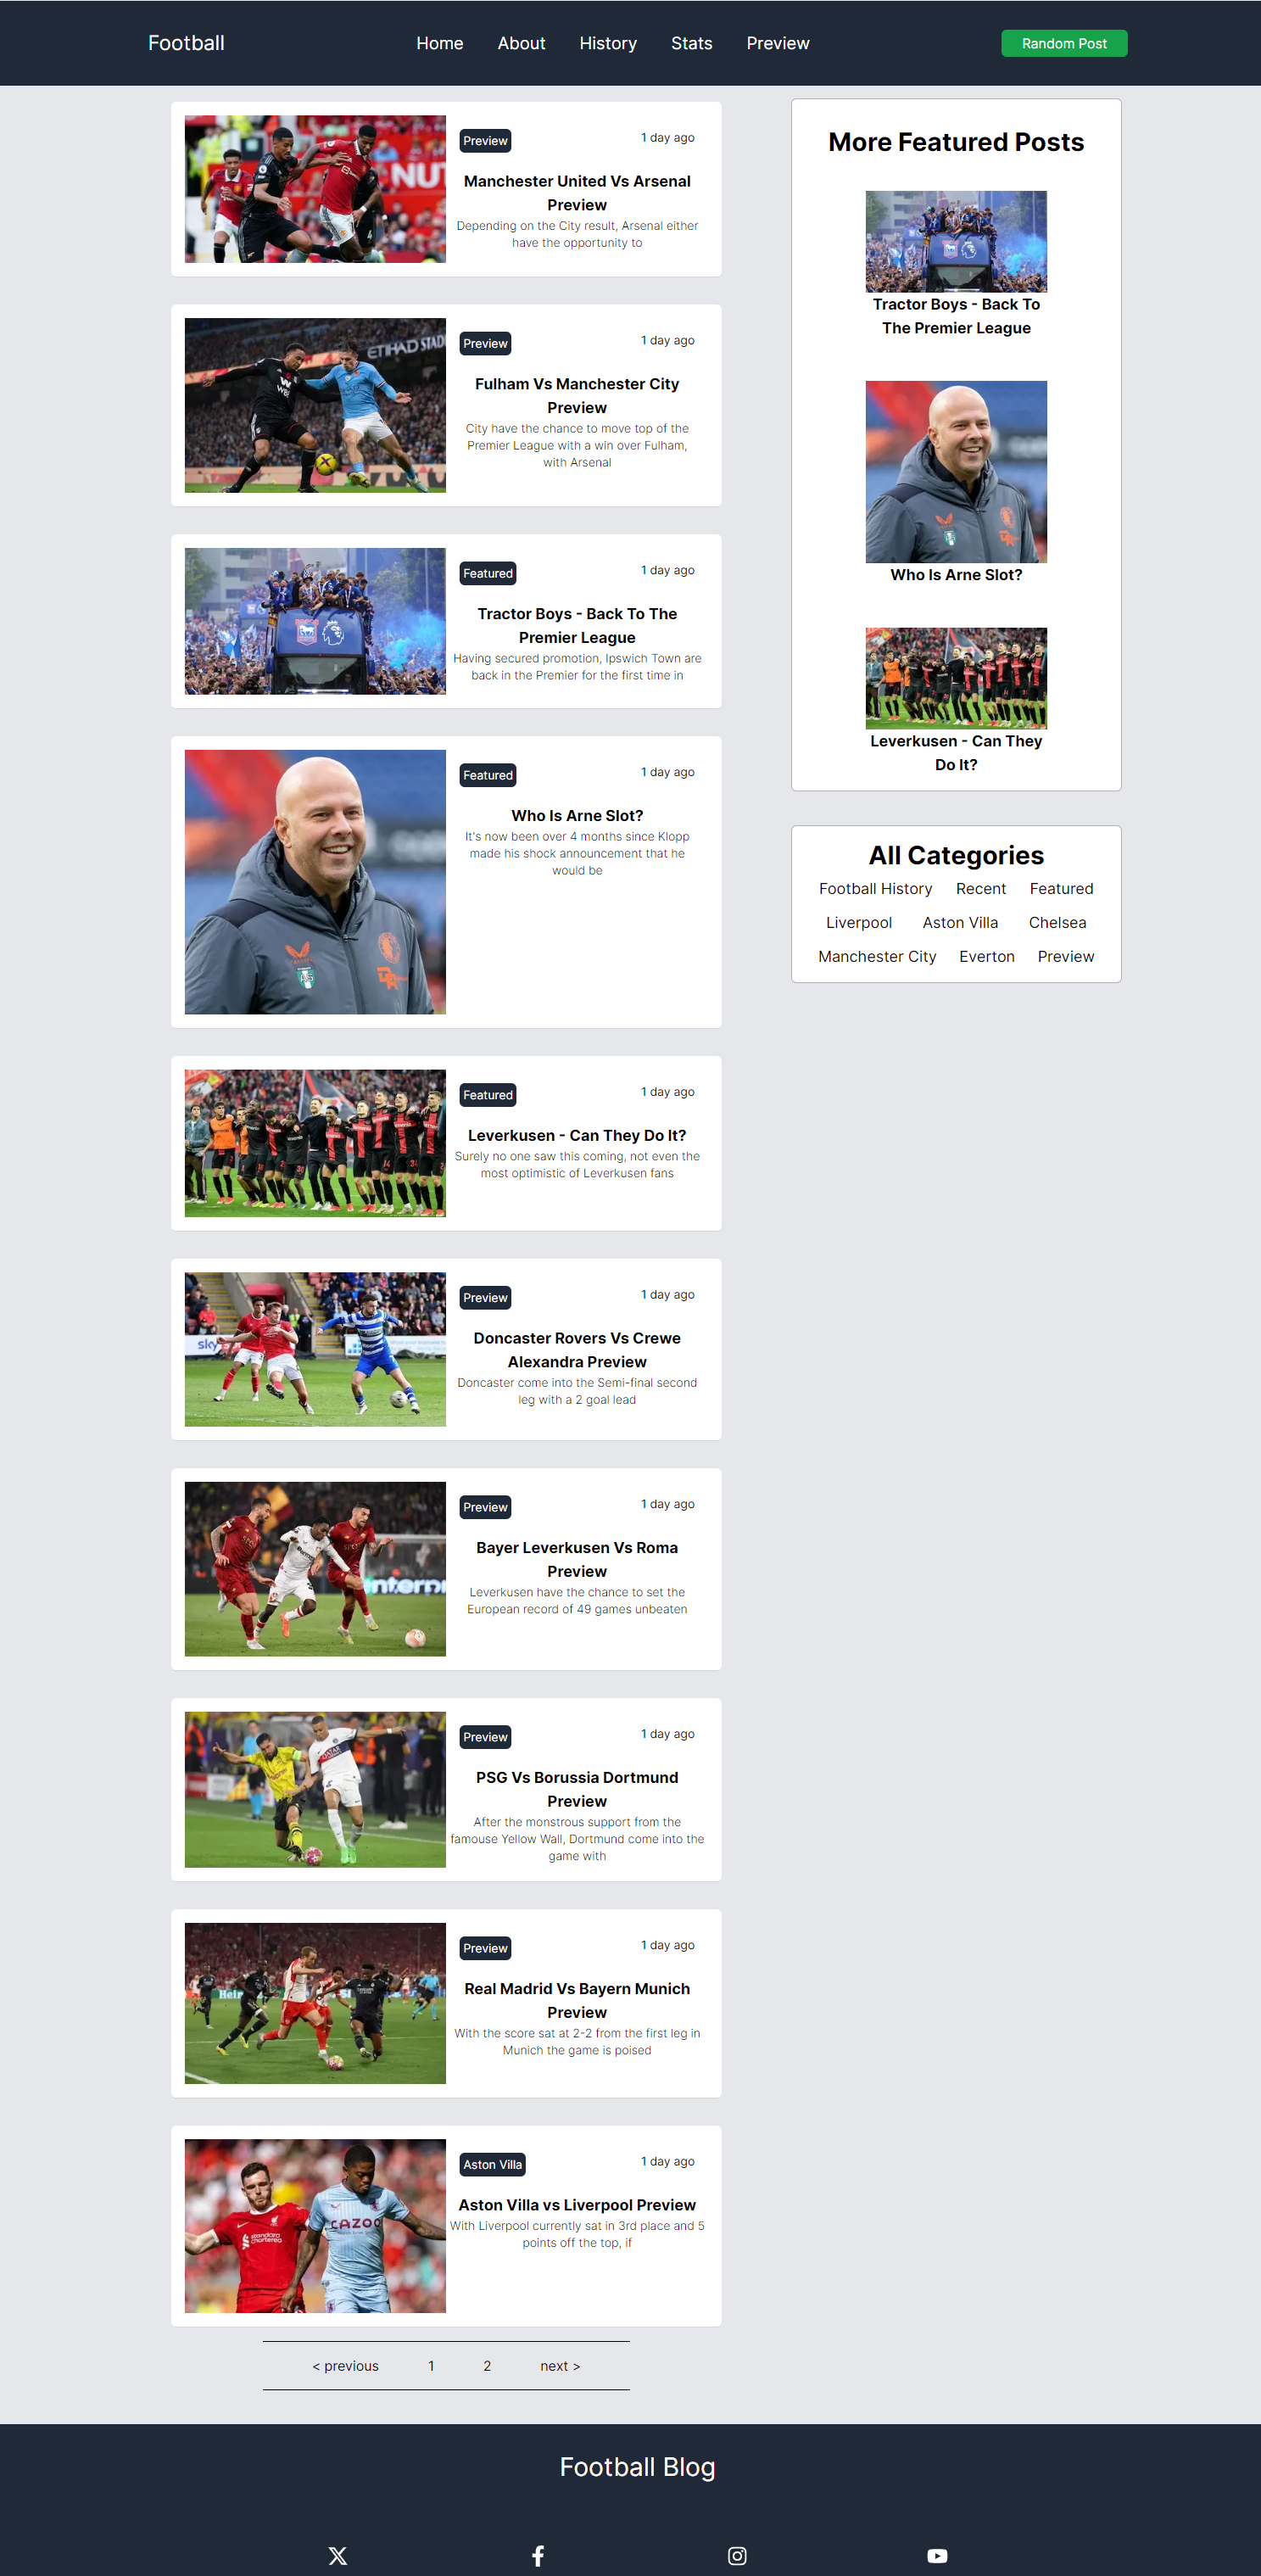 Football
Home
About
History
Stats
Preview
Random Post
Preview
1 day ago
Manchester United Vs Arsenal
Preview
Depending on the City result, Arsenal either
have the opportunity to
ETIHAD STAD
Preview
1 day ago
Fulham Vs Manchester City
Preview
City have the chance to move top of the
Premier League with a win over Fulham,
with Arsenal
Featured
1 day ago
Tractor Boys - Back To The
Premier League
Having secured promotion, Ipswich Town are
back in the Premier for the first time in
Featured
1 day ago
Who Is Arne Slot?
It's now been over 4 months since Klopp
made his shock announcement that he
would be
Featured
1 day ago
Leverkusen - Can They Do It?
Surely no one saw this coming, not even the
most optimistic of Leverkusen fans
sky
Preview
1 day ago
Doncaster Rovers Vs Crewe
Alexandra Preview
Doncaster come into the Semi-final second
leg with a 2 goal lead
Preview
1 day ago
Bayer Leverkusen Vs Roma
Preview
Leverkusen have the chance to set the
European record of 49 games unbeaten
Preview
1 day ago
PSG Vs Borussia Dortmund
Preview
After the monstrous support from the
famouse Yellow Wall, Dortmund come into the
game with
Preview
1 day ago
Real Madrid Vs Bayern Munich
Preview
With the score sat at 2-2 from the first leg in
Munich the game is poised
standard
chartered
CAZOO
Aston Villa
1 day ago
Aston Villa vs Liverpool Preview
With Liverpool currently sat in 3rd place and 5
points off the top, if
< previous
1
2
next >
More Featured Posts
Tractor Boys - Back To
The Premier League
Who Is Arne Slot?
Leverkusen - Can They
Do It?
All Categories
Football History
Recent
Featured
Liverpool
Aston Villa
Chelsea
Manchester City
Everton
Preview
Football Blog